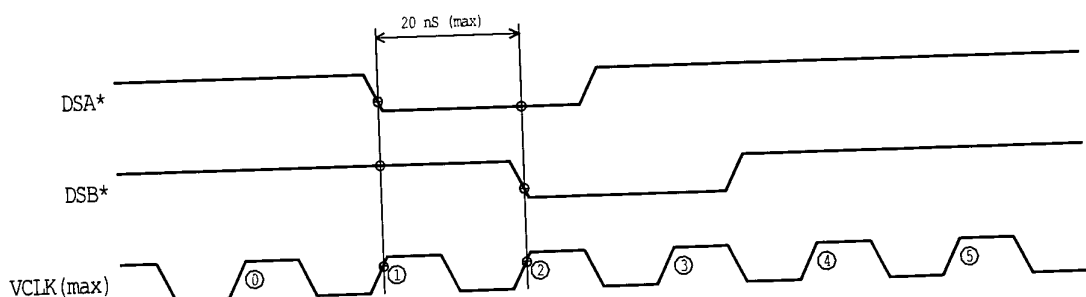 20 nS (max)
DSA*
DSB*
VCLK(max)
⓪ ① ② ③ ④ ⑤